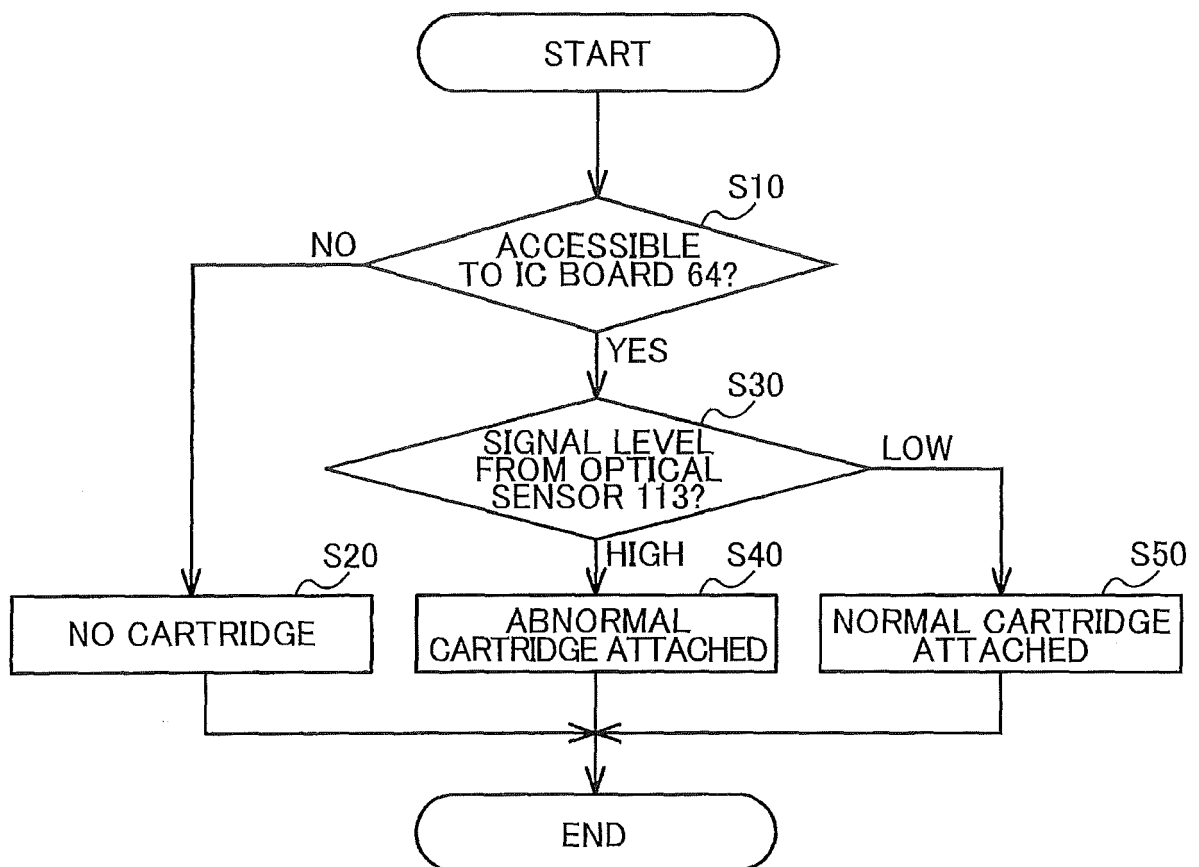 START
S10
NO
ACCESSIBLE
TO IC BOARD 64?
YES
S30
SIGNAL LEVEL
FROM OPTICAL
SENSOR 113?
LOW
HIGH
S20
S40
S50
NO CARTRIDGE
ABNORMAL
CARTRIDGE ATTACHED
NORMAL CARTRIDGE
ATTACHED
END